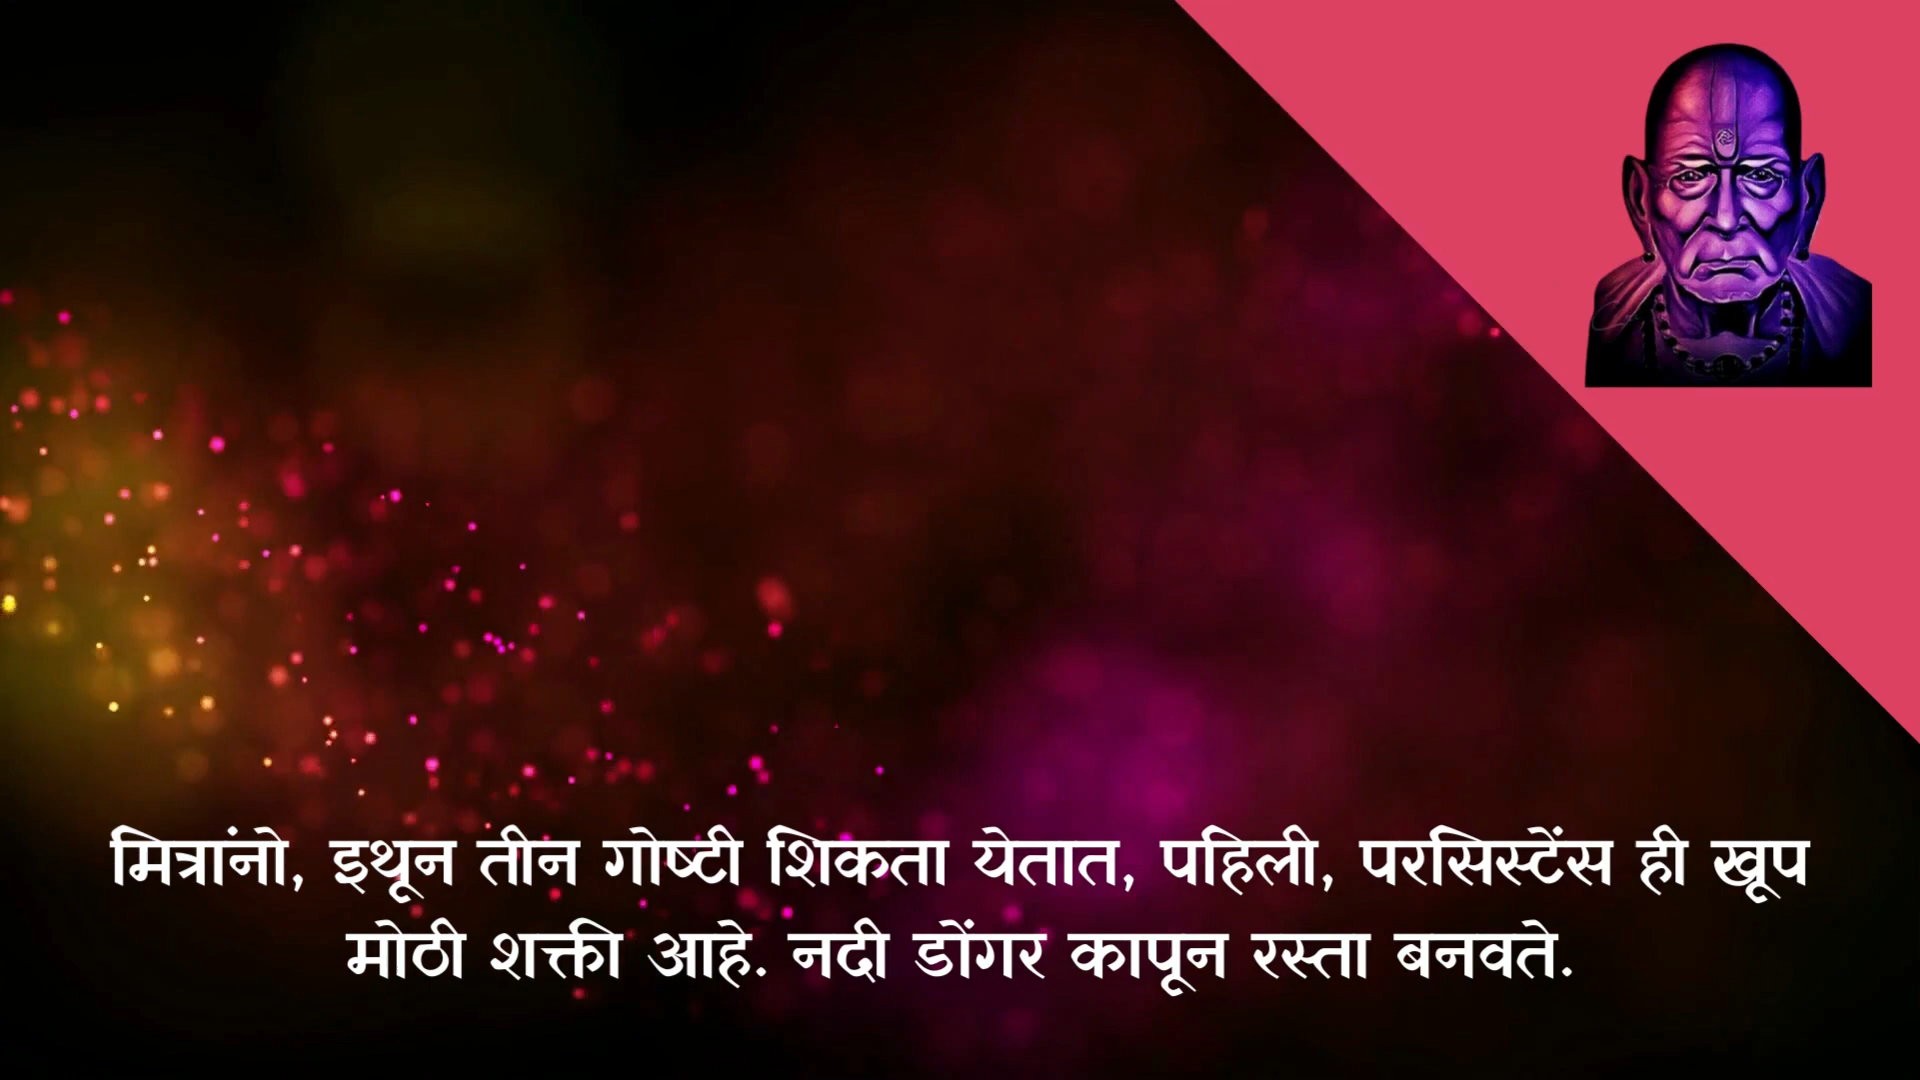 मित्रांनो, इथून तीन गोष्टी शिकता येतात, पहिली, परसिस्टेंस ही खूप
मोठी शक्ती आहे. नदी डोंगर कापून रस्ता बनवते.